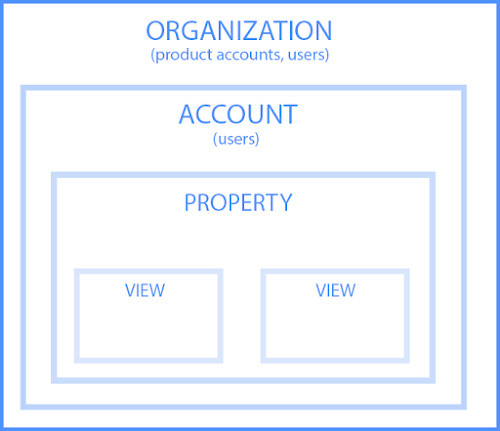 ORGANIZATION
(product accounts, users)
ACCOUNT
(users)
PROPERTY
VIEW
VIEW